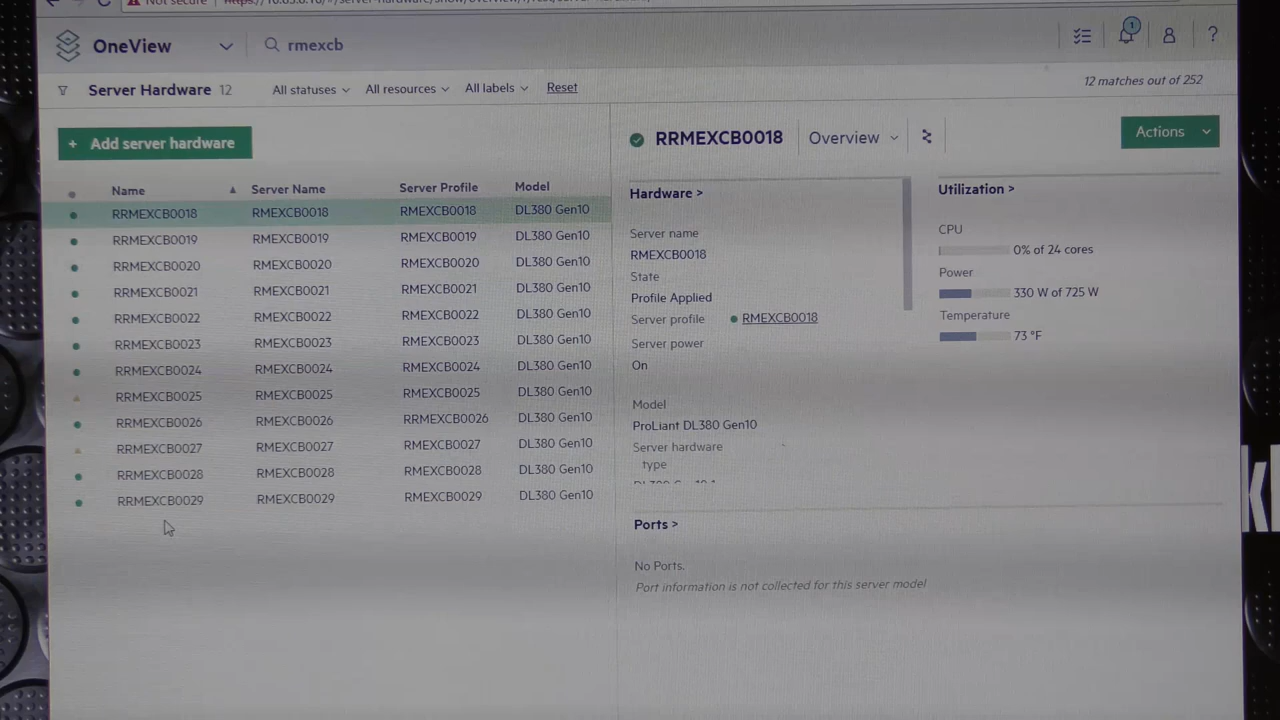 Not secure
OneView
rmexcb
1
?
Server Hardware 12
All statuses
All resources
All labels
Reset
12 matches out of 252
+ Add server hardware
Name Server Name Server Profile Model
RRMEXCB0018 RMEXCB0018 RMEXCB0018 DL380 Gen10
RRMEXCB0019 RMEXCB0019 RMEXCB0019 DL380 Gen10
RRMEXCB0020 RMEXCB0020 RMEXCB0020 DL380 Gen10
RRMEXCB0021 RMEXCB0021 RMEXCB0021 DL380 Gen10
RRMEXCB0022 RMEXCB0022 RMEXCB0022 DL380 Gen10
RRMEXCB0023 RMEXCB0023 RMEXCB0023 DL380 Gen10
RRMEXCB0024 RMEXCB0024 RMEXCB0024 DL380 Gen10
RRMEXCB0025 RMEXCB0025 RMEXCB0025 DL380 Gen10
RRMEXCB0026 RMEXCB0026 RRMEXCB0026 DL380 Gen10
RRMEXCB0027 RMEXCB0027 RMEXCB0027 DL380 Gen10
RRMEXCB0028 RMEXCB0028 RMEXCB0028 DL380 Gen10
RRMEXCB0029 RMEXCB0029 RMEXCB0029 DL380 Gen10
RRMEXCB0018
Overview
Actions
Hardware >
Server name
RMEXCB0018
State
Profile Applied
Server profile RMEXCB0018
Server power
On
Model
ProLiant DL380 Gen10
Server hardware
type
Utilization >
CPU
0% of 24 cores
Power
330 W of 725 W
Temperature
73 °F
Ports >
No Ports.
Port information is not collected for this server model